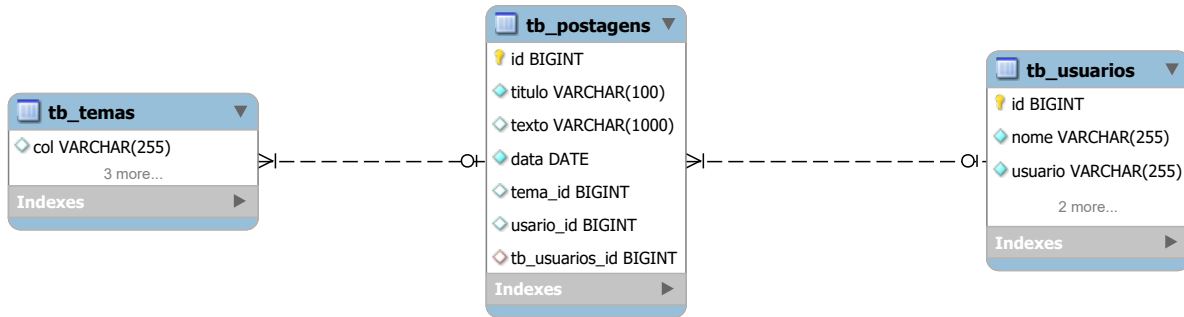 tb_temas
col VARCHAR(255)
3 more...
Indexes
tb_postagens
id BIGINT
titulo VARCHAR(100)
texto VARCHAR(1000)
data DATE
tema_id BIGINT
usario_id BIGINT
tb_usuarios_id BIGINT
Indexes
tb_usuarios
id BIGINT
nome VARCHAR(255)
usuario VARCHAR(255)
2 more...
Indexes